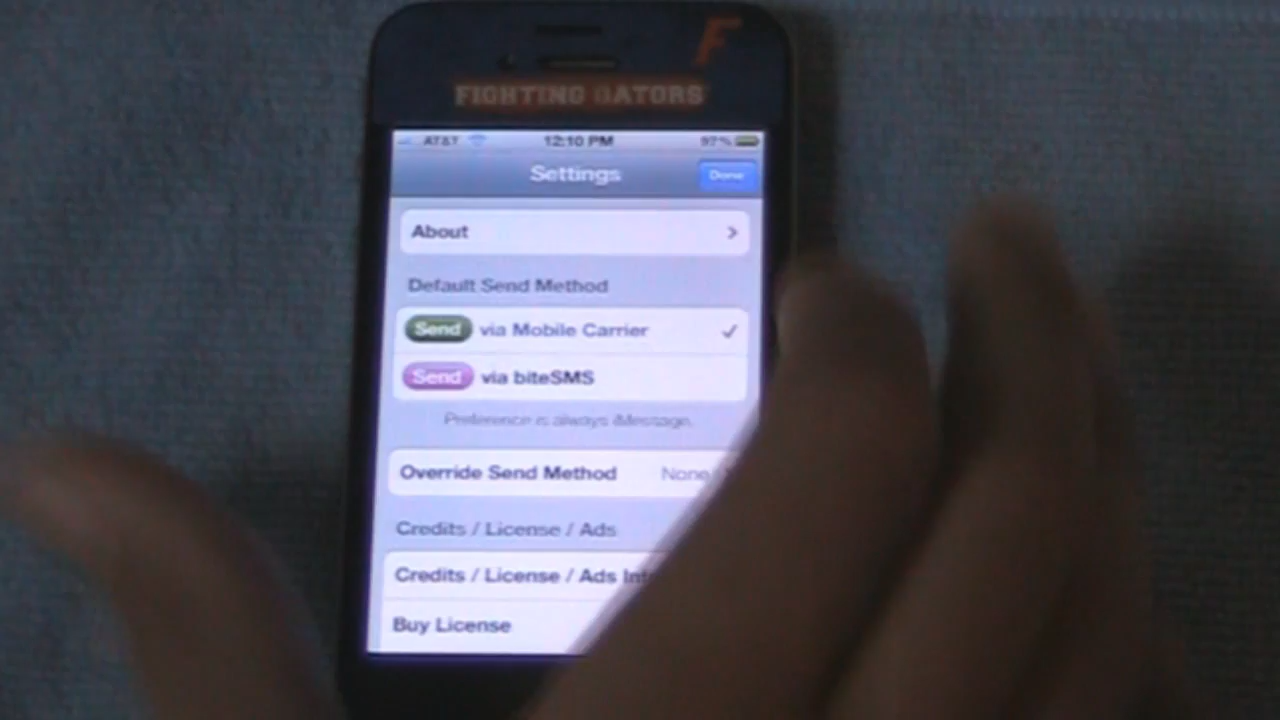 F
FIGHTING GATORS
AT&T 12:10 PM 97%
Settings Done
About
Default Send Method
Send via Mobile Carrier
Send via biteSMS
Preference is always iMessage.
Override Send Method None
Credits / License / Ads
Credits / License / Ads
Buy License